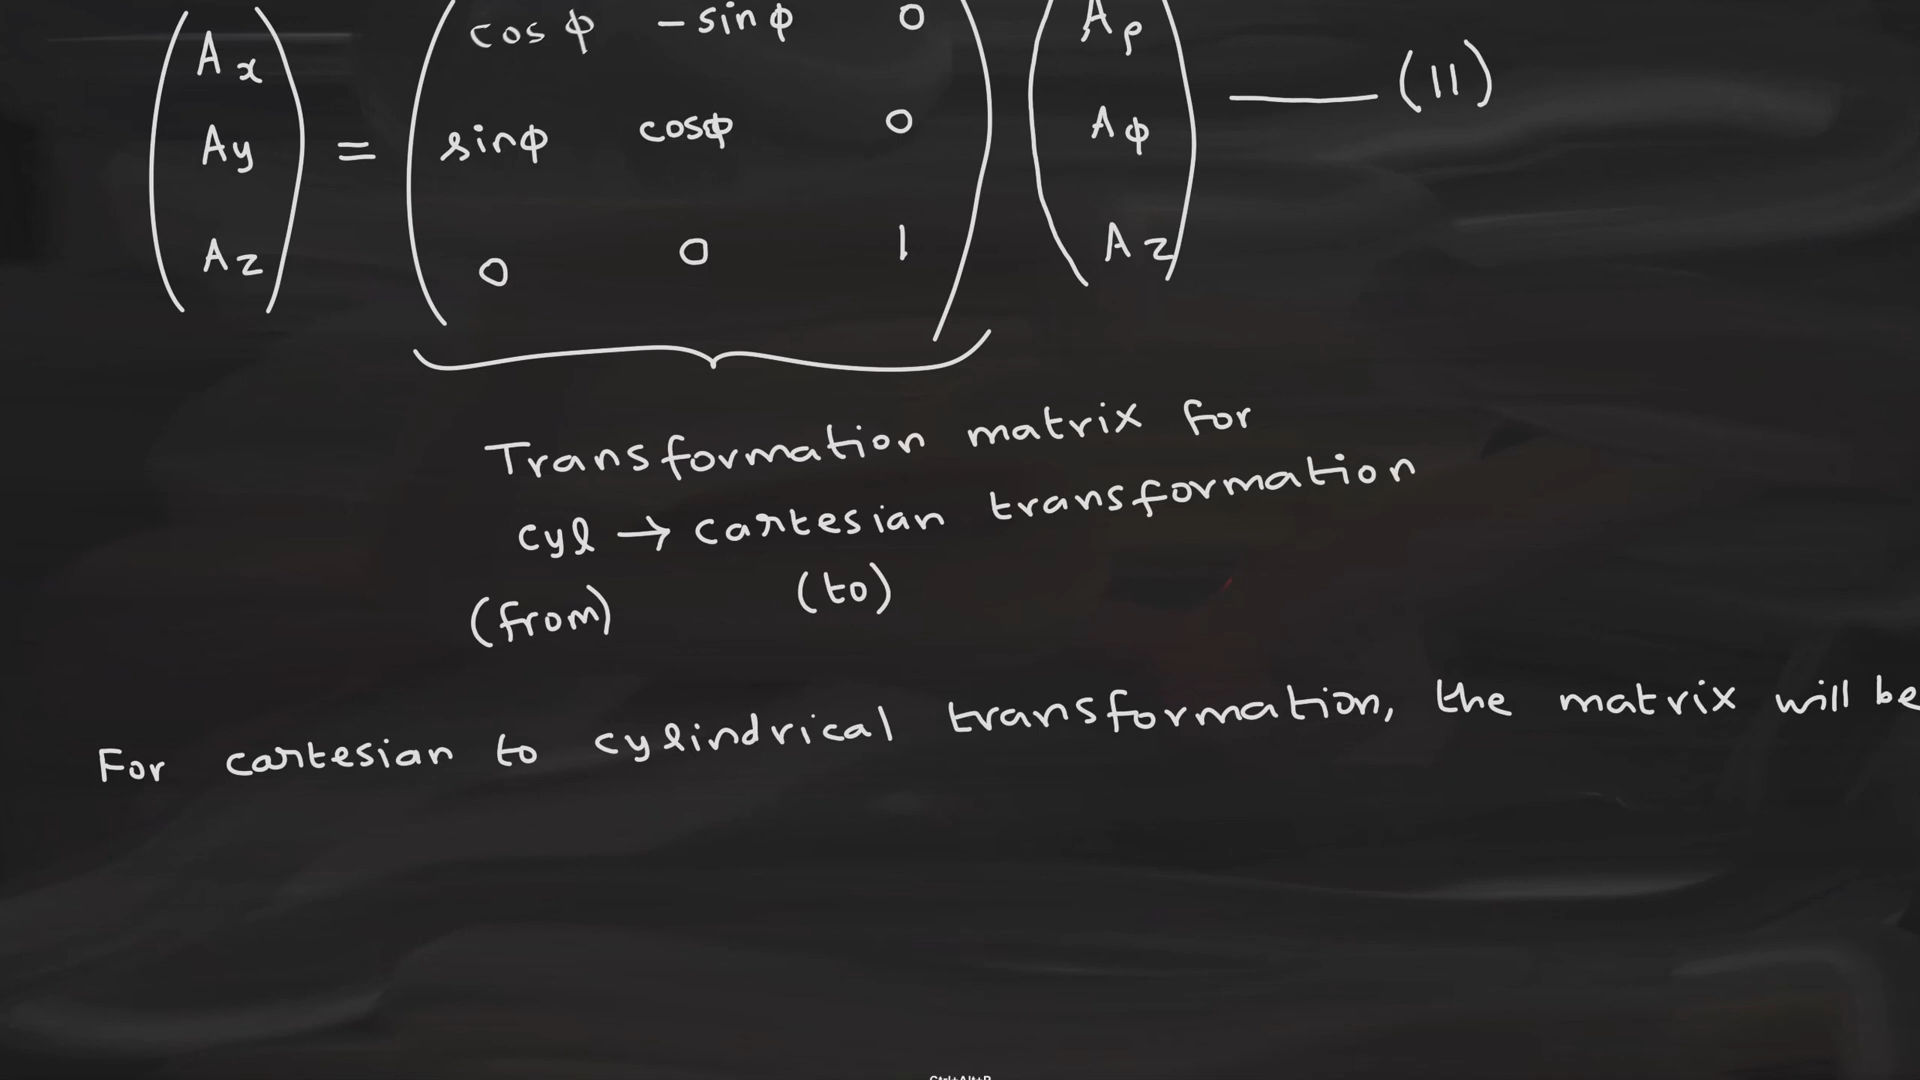 ( Ax Ay Az ) = ( cos φ - sin φ 0 sinφ cosφ 0 0 0 1 ) ( Aρ Aφ Az ) —— (11)
Transformation matrix for
cyl → cartesian transformation
(from) (to)
For cartesian to cylindrical transformation, the matrix will be